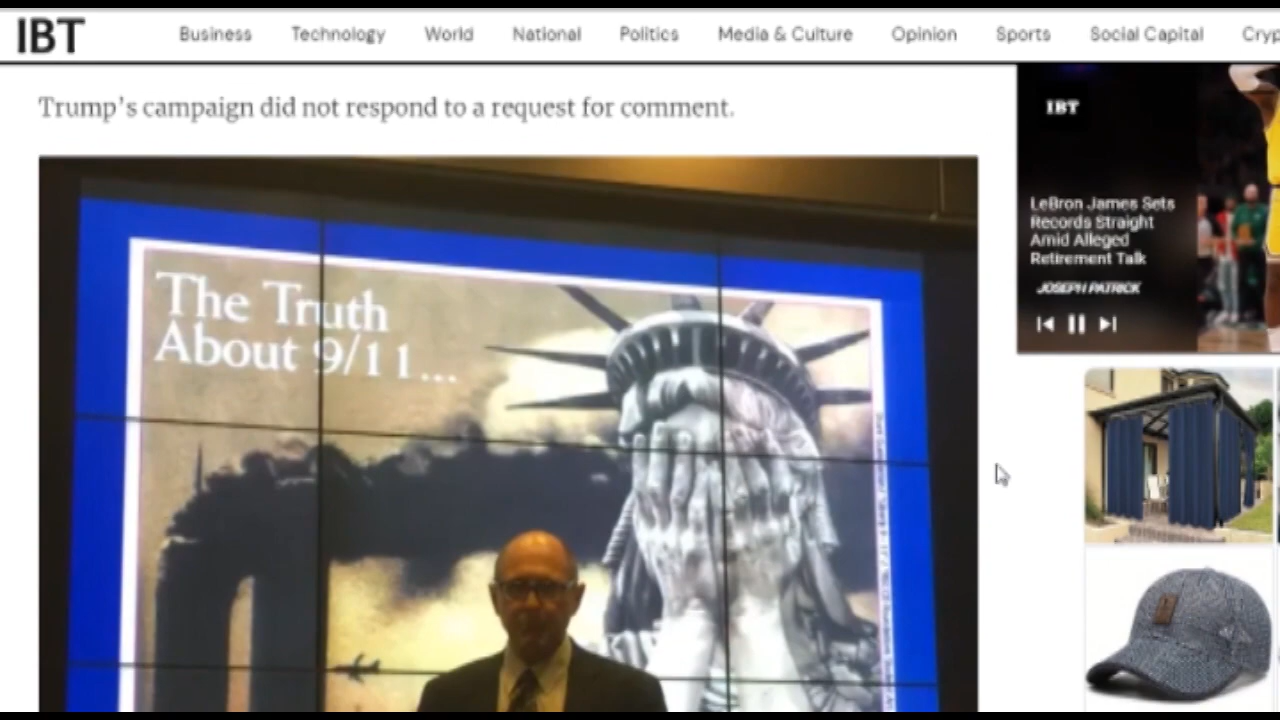 IBT
Business Technology World National Politics Media & Culture Opinion Sports Social Capital Cryp
Trump's campaign did not respond to a request for comment.
IBT
LeBron James Sets
Records Straight
Amid Alleged
Retirement Talk
JOSEPH PATRICK
The Truth
About 9/11...